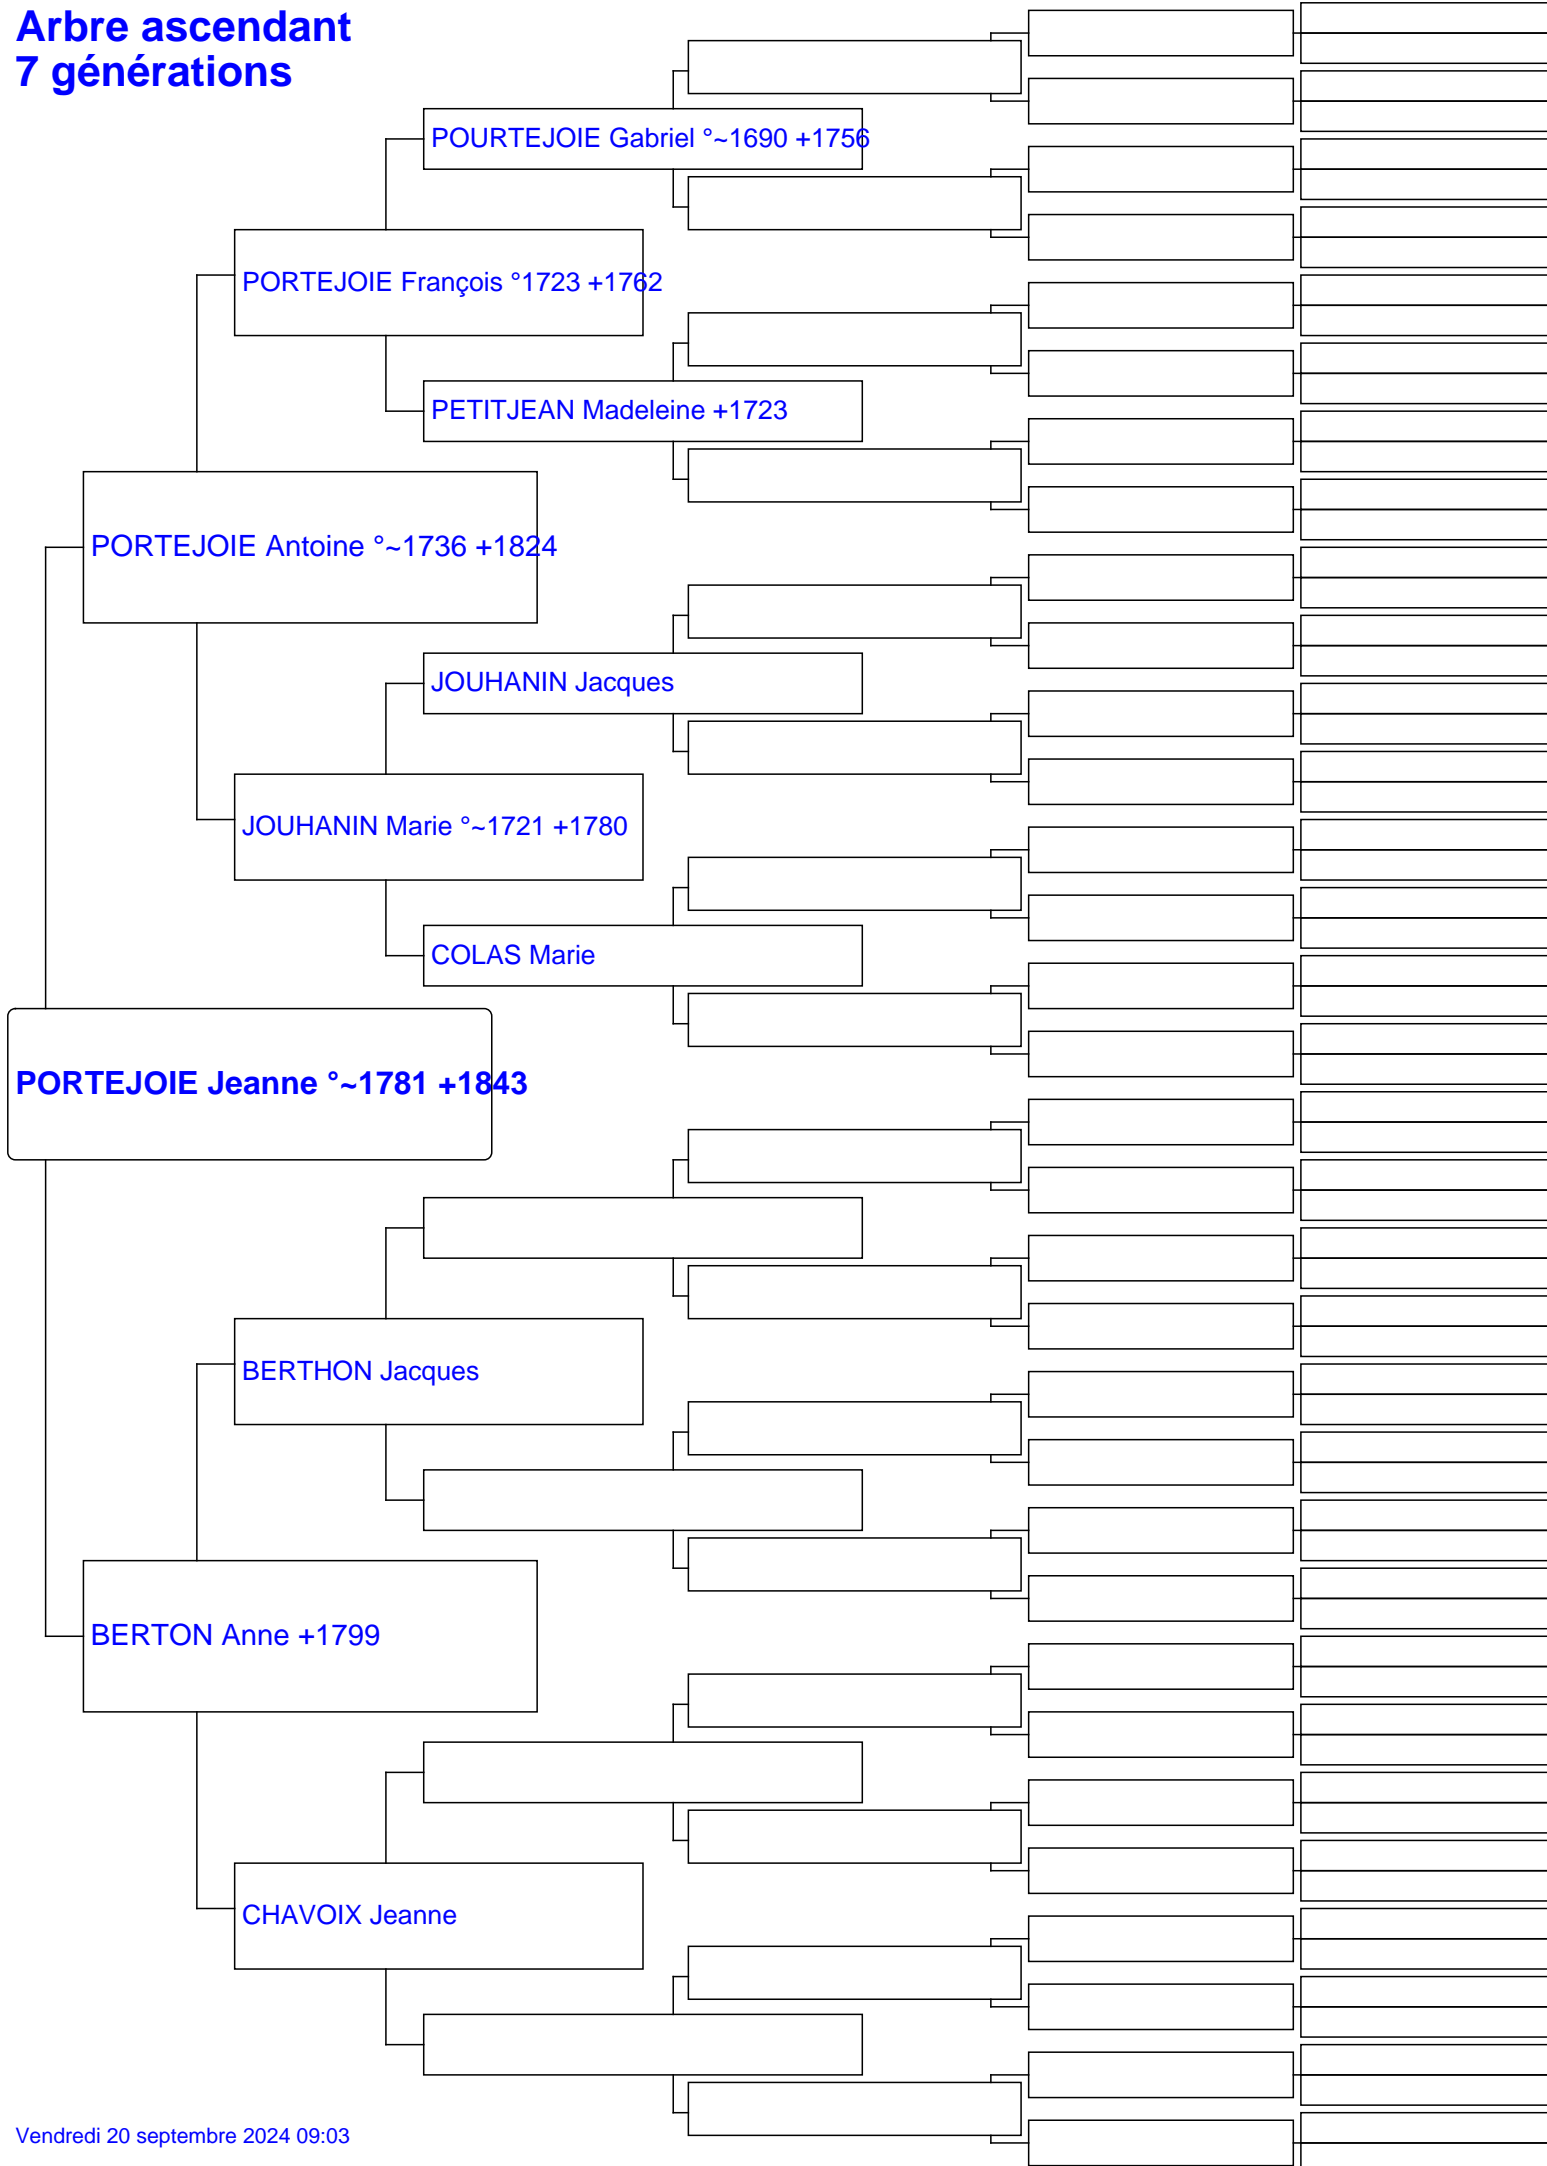 Arbre ascendant
7 générations
POURTEJOIE Gabriel °~1690 +1756
PORTEJOIE François °1723 +1762
PETITJEAN Madeleine +1723
PORTEJOIE Antoine °~1736 +1824
JOUHANIN Jacques
JOUHANIN Marie °~1721 +1780
COLAS Marie
PORTEJOIE Jeanne °~1781 +1843
BERTHON Jacques
BERTON Anne +1799
CHAVOIX Jeanne
Vendredi 20 septembre 2024 09:03